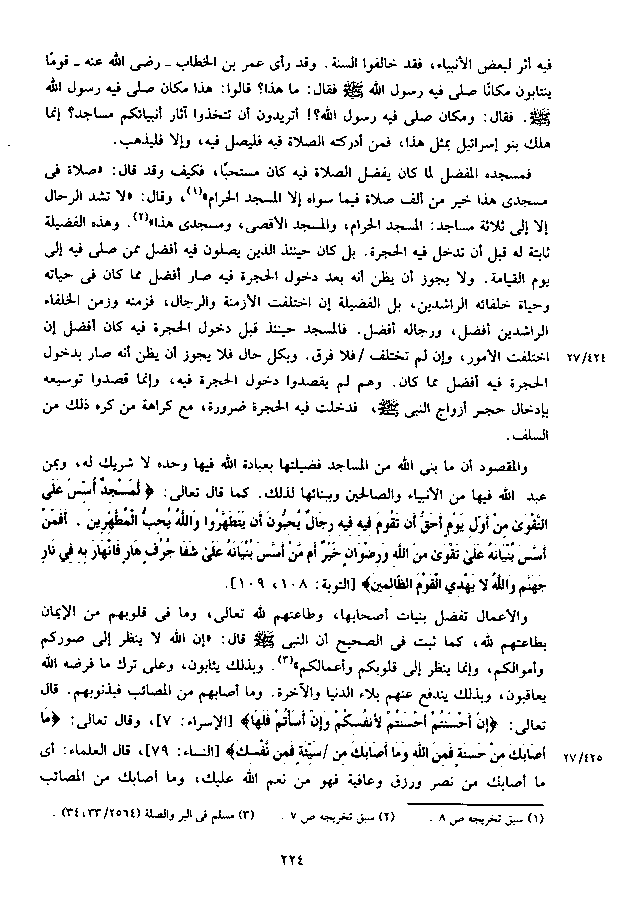 فيه أثر لبعض الأنبياء، فقد خالفوا السنة. وقد رأى عمر بن الخطاب ـ رضى الله عنه ـ قومًا
ينتابون مكانًا صلى فيه رسول الله ﷺ فقال: ما هذا؟ قالوا: هذا مكان صلى فيه رسول الله
ﷺ. فقال: ومكان صلى فيه رسول الله؟! أتريدون أن تتخذوا آثار أنبيائكم مساجد؟ إنما
هلك بنو إسرائيل بمثل هذا، فمن أدركته الصلاة فيه فليصل فيه، وإلا فليذهب.
فمسجده المفضل لما كان يفضل الصلاة فيه كان مستحبًا، فكيف وقد قال: «صلاة فى
مسجدى هذا خير من ألف صلاة فيما سواه إلا المسجد الحرام»(١)، وقال: «لا تشد الرحال
إلا إلى ثلاثة مساجد: المسجد الحرام، والمسجد الأقصى، ومسجدى هذا»(٢). وهذه الفضيلة
ثابتة له قبل أن تدخل فيه الحجرة. بل كان حينئذ الذين يصلون فيه أفضل ممن صلى فيه إلى
يوم القيامة. ولا يجوز أن يظن أنه بعد دخول الحجرة فيه صار أفضل مما كان فى حياته
وحياة خلفائه الراشدين، بل الفضيلة إن اختلفت الأزمنة والرجال، فزمنه وزمن الخلفاء
الراشدين أفضل، ورجاله أفضل. فالمسجد حينئذ قبل دخول الحجرة فيه كان أفضل إن
اختلفت الأمور، وإن لم تختلف /فلا فرق. وبكل حال فلا يجوز أن يظن أنه صار بدخول ٢٧/٤٢٤
الحجرة فيه أفضل مما كان. وهم لم يقصدوا دخول الحجرة فيه، وإنما قصدوا توسيعه
بإدخال حجر أزواج النبى ﷺ، فدخلت فيه الحجرة ضرورة، مع كراهة من كره ذلك من
السلف.
والمقصود أن ما بنى الله من المساجد فضيلتها بعبادة الله فيها وحده لا شريك له، وبمن
عبد الله فيها من الأنبياء والصالحين وببنائها لذلك. كما قال تعالى: ﴿ لَمَسْجِدٌ أُسِّسَ عَلَى
التَّقْوَىٰ مِنْ أَوَّلِ يَوْمٍ أَحَقُّ أَن تَقُومَ فِيهِ فِيهِ رِجَالٌ يُحِبُّونَ أَن يَتَطَهَّرُوا وَاللَّهُ يُحِبُّ الْمُطَّهِّرِينَ . أَفَمَنْ
أَسَّسَ بُنْيَانَهُ عَلَىٰ تَقْوَىٰ مِنَ اللَّهِ وَرِضْوَانٍ خَيْرٌ أَم مَّنْ أَسَّسَ بُنْيَانَهُ عَلَىٰ شَفَا جُرُفٍ هَارٍ فَانْهَارَ بِهِ فِي نَارِ
جَهَنَّمَ وَاللَّهُ لا يَهْدِي الْقَوْمَ الظَّالِمِينَ﴾ [التوبة: ١٠٨، ١٠٩].
والأعمال تفضل بنيات أصحابها، وطاعتهم لله تعالى، وما فى قلوبهم من الإيمان
بطاعتهم لله، كما ثبت فى الصحيح أن النبى ﷺ قال: «إن الله لا ينظر إلى صوركم
وأموالكم، وإنما ينظر إلى قلوبكم وأعمالكم»(٣). وبذلك يثابون، وعلى ترك ما فرضه الله
يعاقبون، وبذلك يندفع عنهم بلاء الدنيا والآخرة. وما أصابهم من المصائب فبذنوبهم. قال
تعالى: ﴿إِنْ أَحْسَنتُمْ أَحْسَنتُمْ لأَنفُسِكُمْ وَإِنْ أَسَأْتُمْ فَلَهَا﴾ [الإسراء: ٧]، وقال تعالى: ﴿مَا
أَصَابَكَ مِنْ حَسَنَةٍ فَمِنَ اللَّهِ وَمَا أَصَابَكَ مِن /سَيِّئَةٍ فَمِن نَّفْسِكَ﴾ [النساء: ٧٩]، قال العلماء: أى ٢٧/٤٢٥
ما أصابك من نصر ورزق وعافية فهو من نعم الله عليك، وما أصابك من المصائب
(١) سبق تخريجه ص ٨ . (٢) سبق تخريجه ص ٧ . (٣) مسلم فى البر والصلة (٣٣/٢٥٦٤، ٣٤) .
٢٢٤